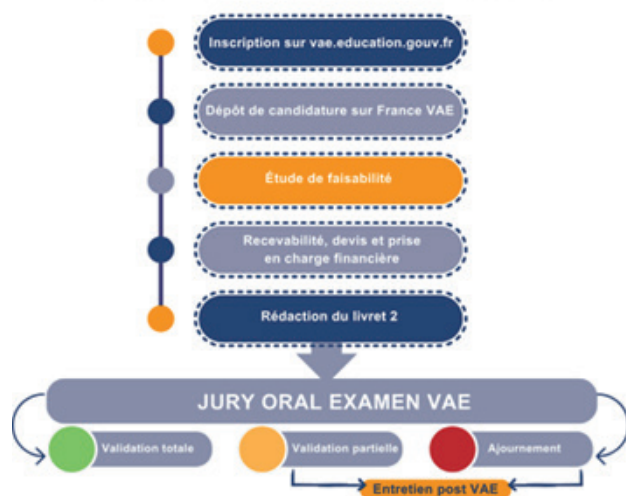 Inscription sur vae.education.gouv.fr
Dépôt de candidature sur France VAE
Étude de faisabilité
Recevabilité, devis et prise
en charge financière
Rédaction du livret 2
JURY ORAL EXAMEN VAE
Validation totale
Validation partielle
Ajournement
Entretien post VAE